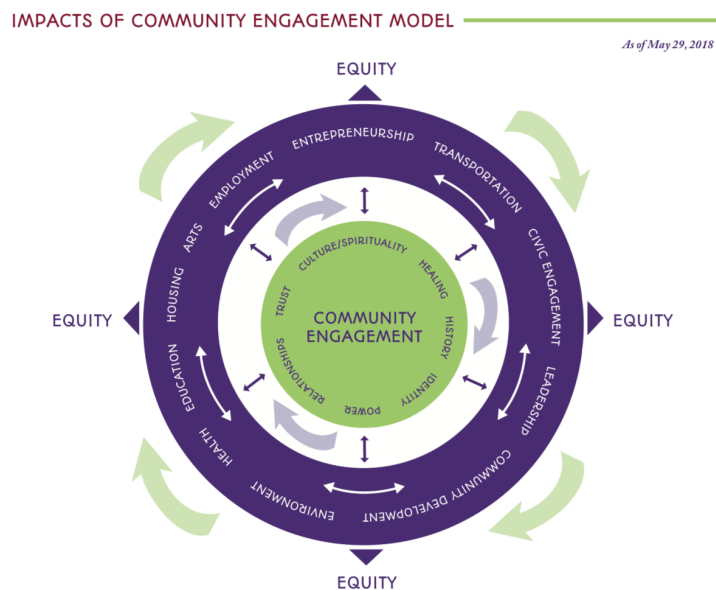 IMPACTS OF COMMUNITY ENGAGEMENT MODEL
As of May 29, 2018
EQUITY
ENTREPRENEURSHIP
TRANSPORTATION
CIVIC ENGAGEMENT
LEADERSHIP
COMMUNITY DEVELOPMENT
ENVIRONMENT
HEALTH
EDUCATION
HOUSING
ARTS
EMPLOYMENT
CULTURE/SPIRITUALITY
HEALING
HISTORY
IDENTITY
POWER
RELATIONSHIPS
TRUST
COMMUNITY
ENGAGEMENT
EQUITY
EQUITY
EQUITY